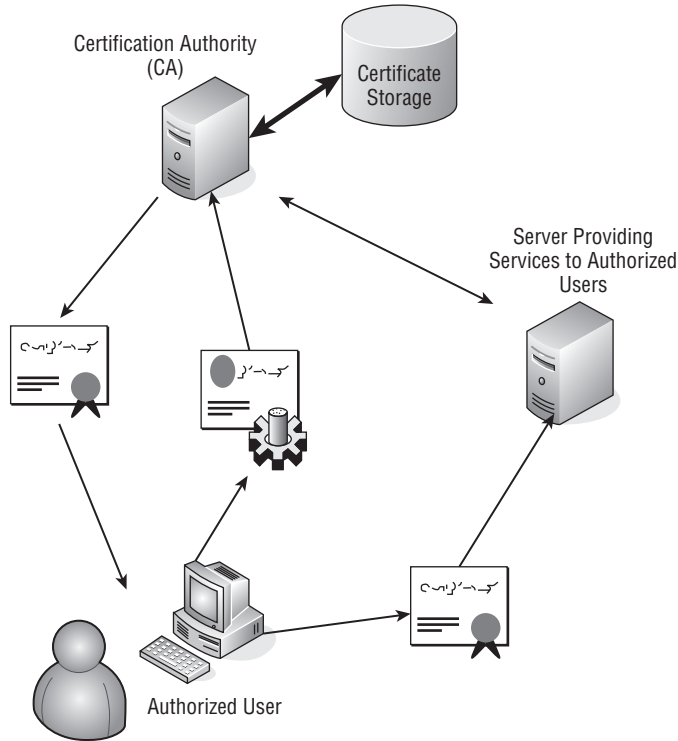 Certification Authority
(CA)
Certificate
Storage
Server Providing
Services to Authorized
Users
Authorized User